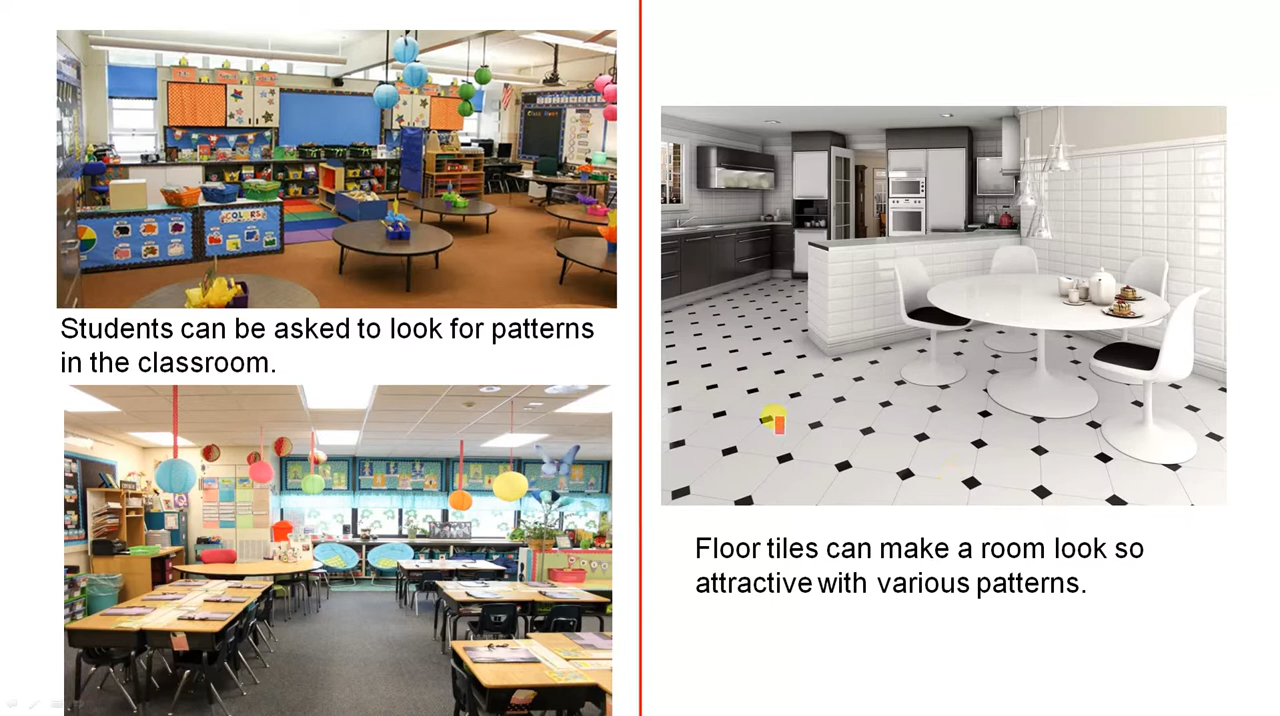 COLORS
Students can be asked to look for patterns
in the classroom.
Floor tiles can make a room look so
attractive with various patterns.